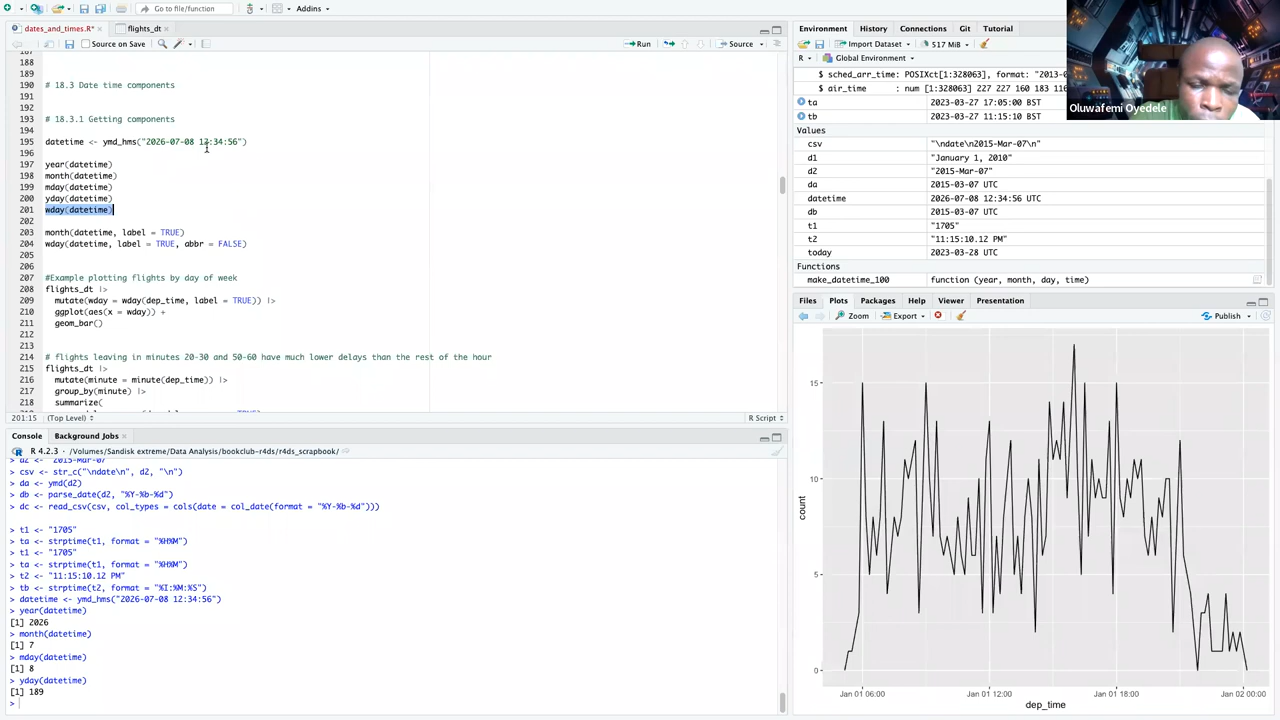 Go to file/function
Addins
dates_and_times.R*
flights_dt
Source on Save
Run
Source
188
189
190 # 18.3 Date time components
191
192
193 # 18.3.1 Getting components
194
195 datetime <- ymd_hms("2026-07-08 12:34:56")
196
197 year(datetime)
198 month(datetime)
199 mday(datetime)
200 yday(datetime)
201 wday(datetime)
202
203 month(datetime, label = TRUE)
204 wday(datetime, label = TRUE, abbr = FALSE)
205
206
207 #Example plotting flights by day of week
208 flights_dt |>
209 mutate(wday = wday(dep_time, label = TRUE)) |>
210 ggplot(aes(x = wday)) +
211 geom_bar()
212
213
214 # flights leaving in minutes 20-30 and 50-60 have much lower delays than the rest of the hour
215 flights_dt |>
216 mutate(minute = minute(dep_time)) |>
217 group_by(minute) |>
218 summarize(
201:15 (Top Level) R Script
Console Background Jobs
R 4.2.3 · /Volumes/Sandisk extreme/Data Analysis/bookclub-r4ds/r4ds_scrapbook/
> csv <- str_c("\ndate\n", d2, "\n")
> da <- ymd(d2)
> db <- parse_date(d2, "%Y-%b-%d")
> dc <- read_csv(csv, col_types = cols(date = col_date(format = "%Y-%b-%d")))
> t1 <- "1705"
> ta <- strptime(t1, format = "%H%M")
> t1 <- "1705"
> ta <- strptime(t1, format = "%H%M")
> t2 <- "11:15:10.12 PM"
> tb <- strptime(t2, format = "%I:%M:%S")
> datetime <- ymd_hms("2026-07-08 12:34:56")
> year(datetime)
[1] 2026
> month(datetime)
[1] 7
> mday(datetime)
[1] 8
> yday(datetime)
[1] 189
>
Environment History Connections Git Tutorial
Import Dataset 517 MiB
R Global Environment
$ sched_arr_time: POSIXct[1:328063], format: "2013-0
$ air_time : num [1:328063] 227 227 160 183 116
ta 2023-03-27 17:05:00 BST
tb 2023-03-27 11:15:10 BST
Values
csv "\ndate\n2015-Mar-07\n"
d1 "January 1, 2010"
d2 "2015-Mar-07"
da 2015-03-07 UTC
datetime 2026-07-08 12:34:56 UTC
db 2015-03-07 UTC
t1 "1705"
t2 "11:15:10.12 PM"
today 2023-03-28 UTC
Functions
make_datetime_100 function (year, month, day, time)
Files Plots Packages Help Viewer Presentation
Zoom Export Publish
15
10
5
0
count
Jan 01 06:00 Jan 01 12:00 Jan 01 18:00 Jan 02 00:00
dep_time
Oluwafemi Oyedele